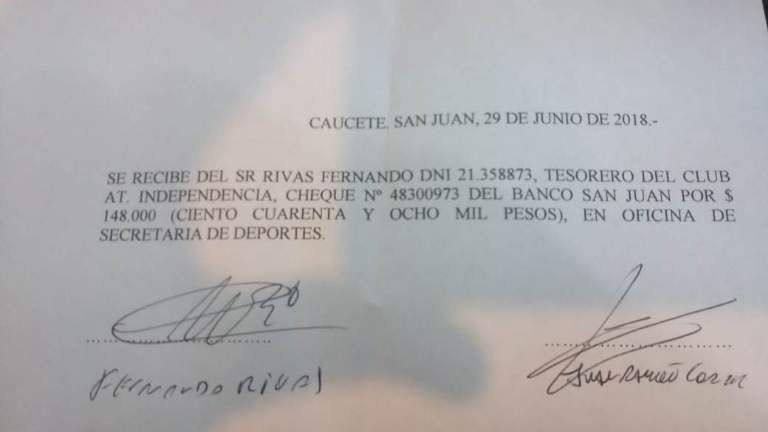 CAUCETE, SAN JUAN, 29 DE JUNIO DE 2018.-
SE RECIBE DEL SR RIVAS FERNANDO DNI 21.358873, TESORERO DEL CLUB
AT. INDEPENDENCIA, CHEQUE Nº 48300973 DEL BANCO SAN JUAN POR $
148.000 (CIENTO CUARENTA Y OCHO MIL PESOS), EN OFICINA DE
SECRETARIA DE DEPORTES.
FERNANDO RIVAS
JUAN